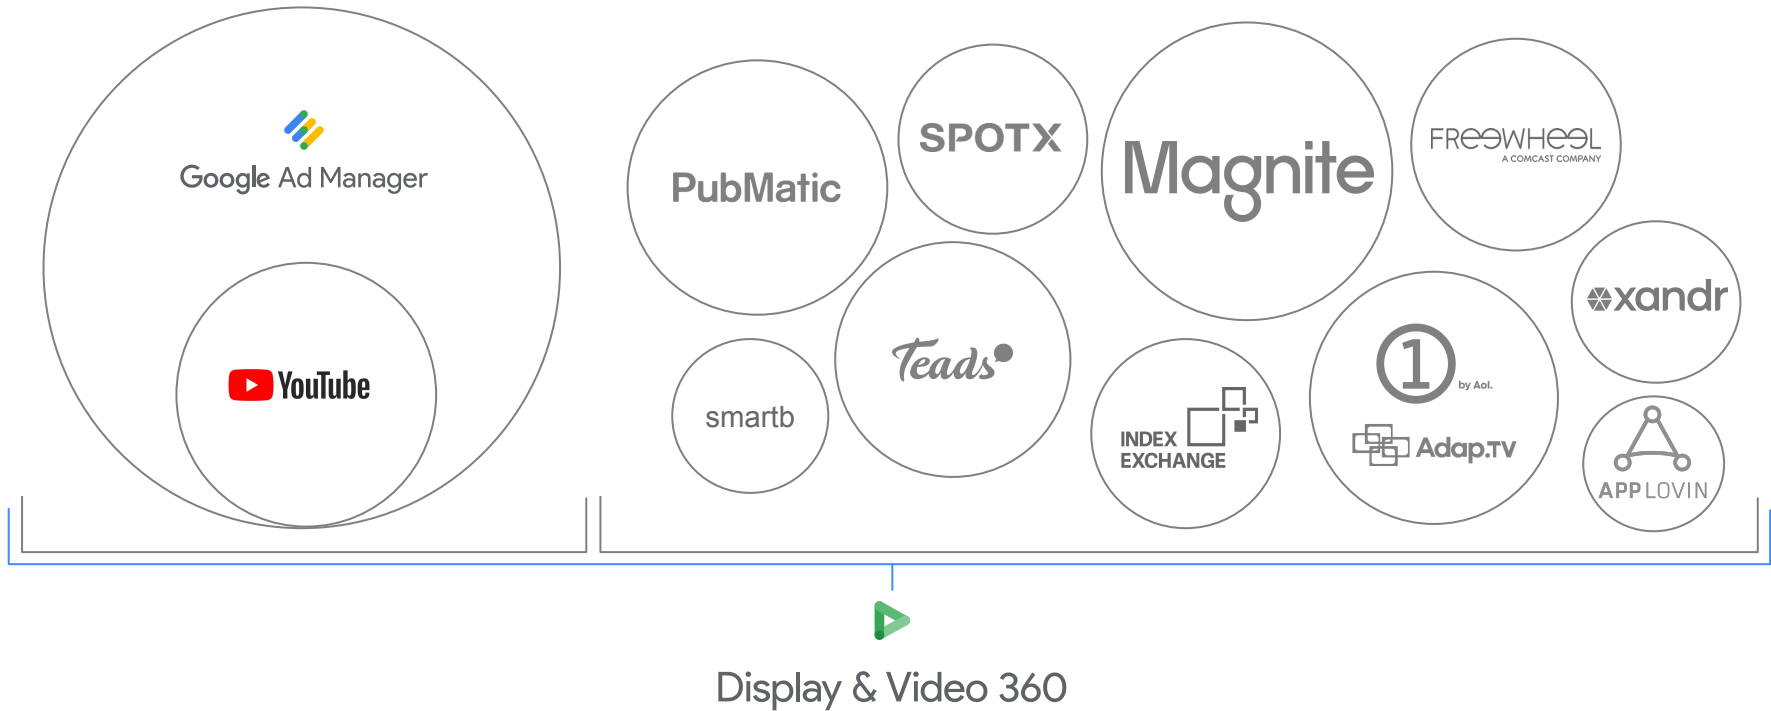 Google Ad Manager
YouTube
PubMatic
SPOTX
Magnite
FREEWHEEL
A COMCAST COMPANY
xandr
Teads
smartb
INDEX
EXCHANGE
1
by Aol.
Adap.TV
APPLOVIN
Display & Video 360